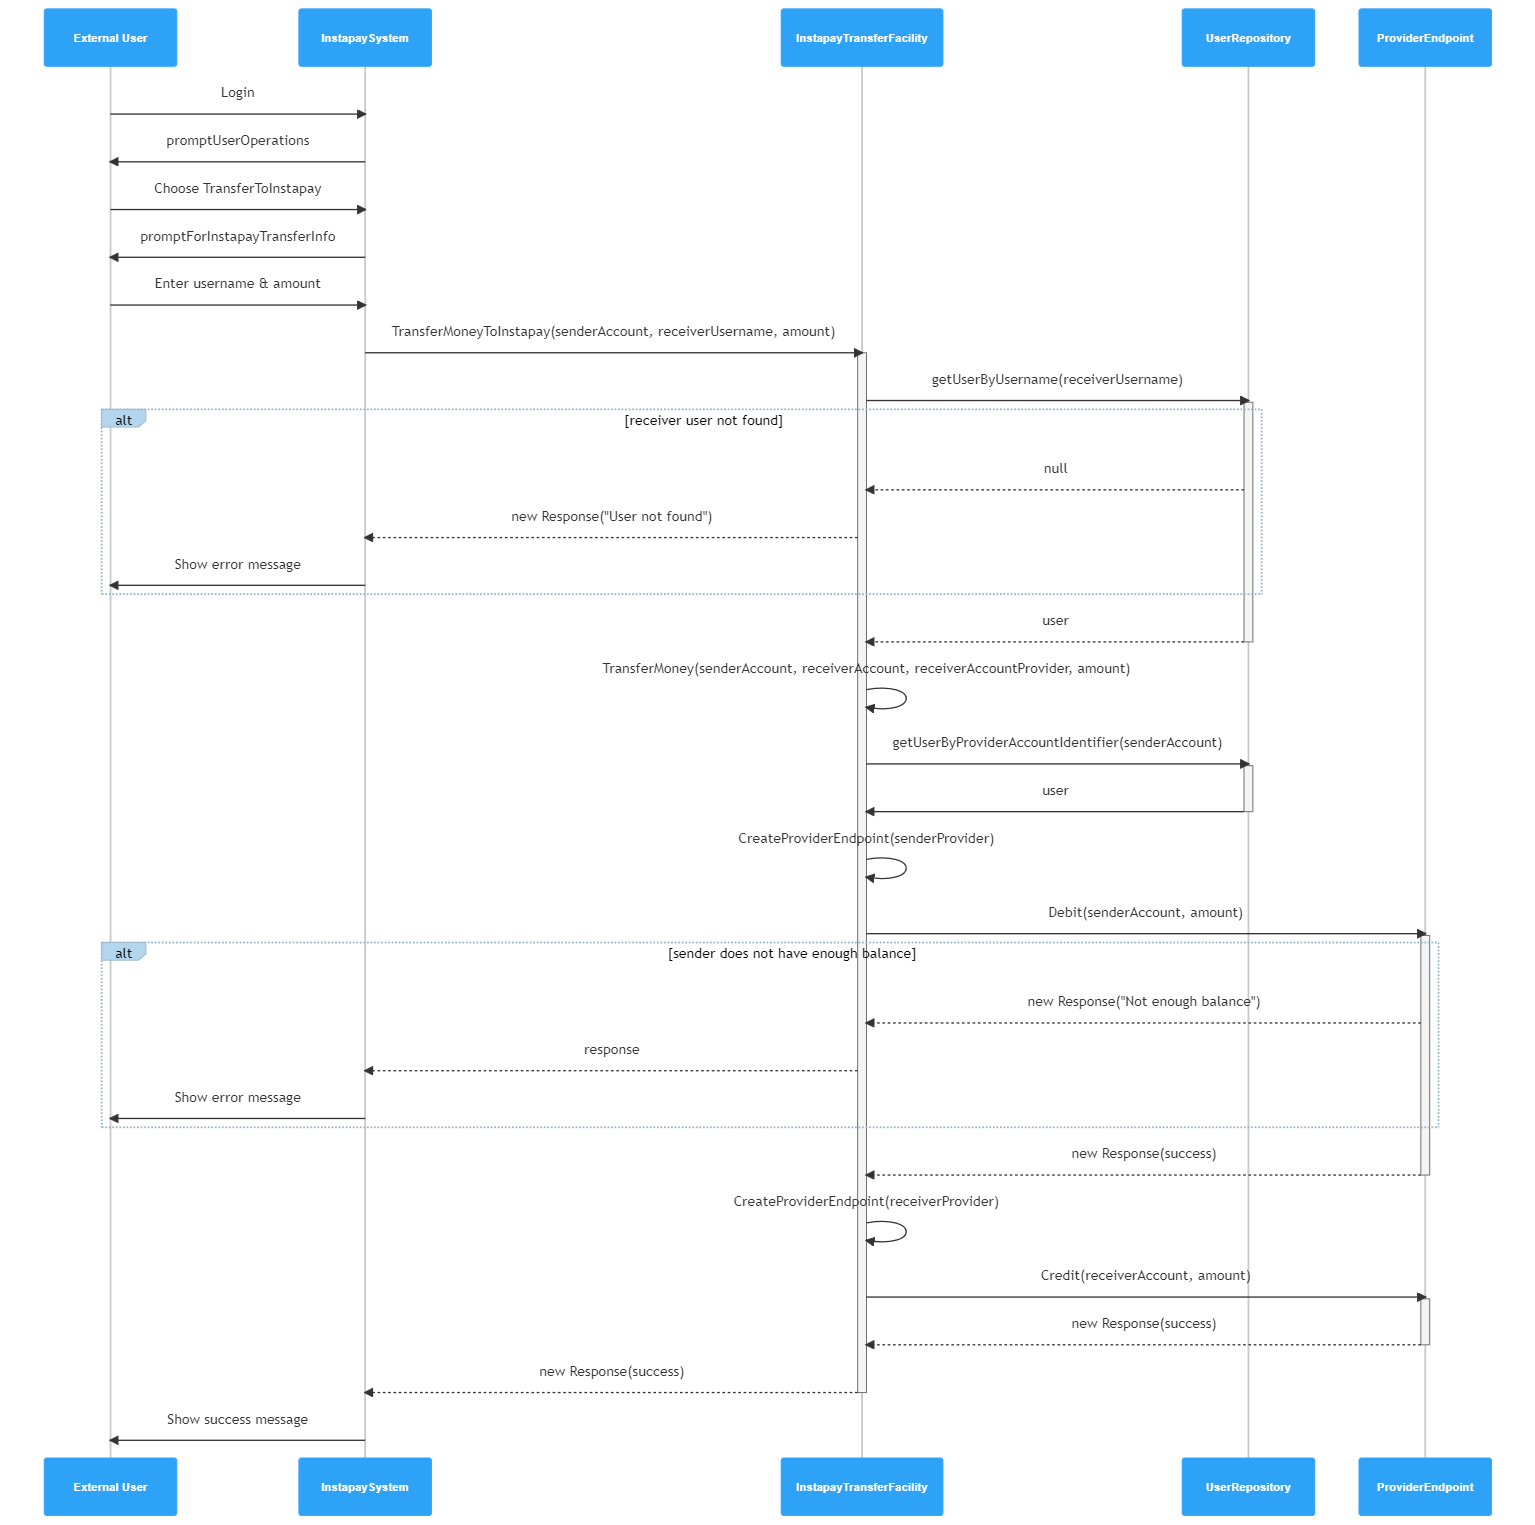 External User
InstapaySystem
InstapayTransferFacility
UserRepository
ProviderEndpoint
Login
promptUserOperations
Choose TransferToInstapay
promptForInstapayTransferInfo
Enter username & amount
TransferMoneyToInstapay(senderAccount, receiverUsername, amount)
getUserByUsername(receiverUsername)
alt
[receiver user not found]
null
new Response("User not found")
Show error message
user
TransferMoney(senderAccount, receiverAccount, receiverAccountProvider, amount)
getUserByProviderAccountIdentifier(senderAccount)
user
CreateProviderEndpoint(senderProvider)
Debit(senderAccount, amount)
alt
[sender does not have enough balance]
new Response("Not enough balance")
response
Show error message
new Response(success)
CreateProviderEndpoint(receiverProvider)
Credit(receiverAccount, amount)
new Response(success)
new Response(success)
Show success message
External User
InstapaySystem
InstapayTransferFacility
UserRepository
ProviderEndpoint